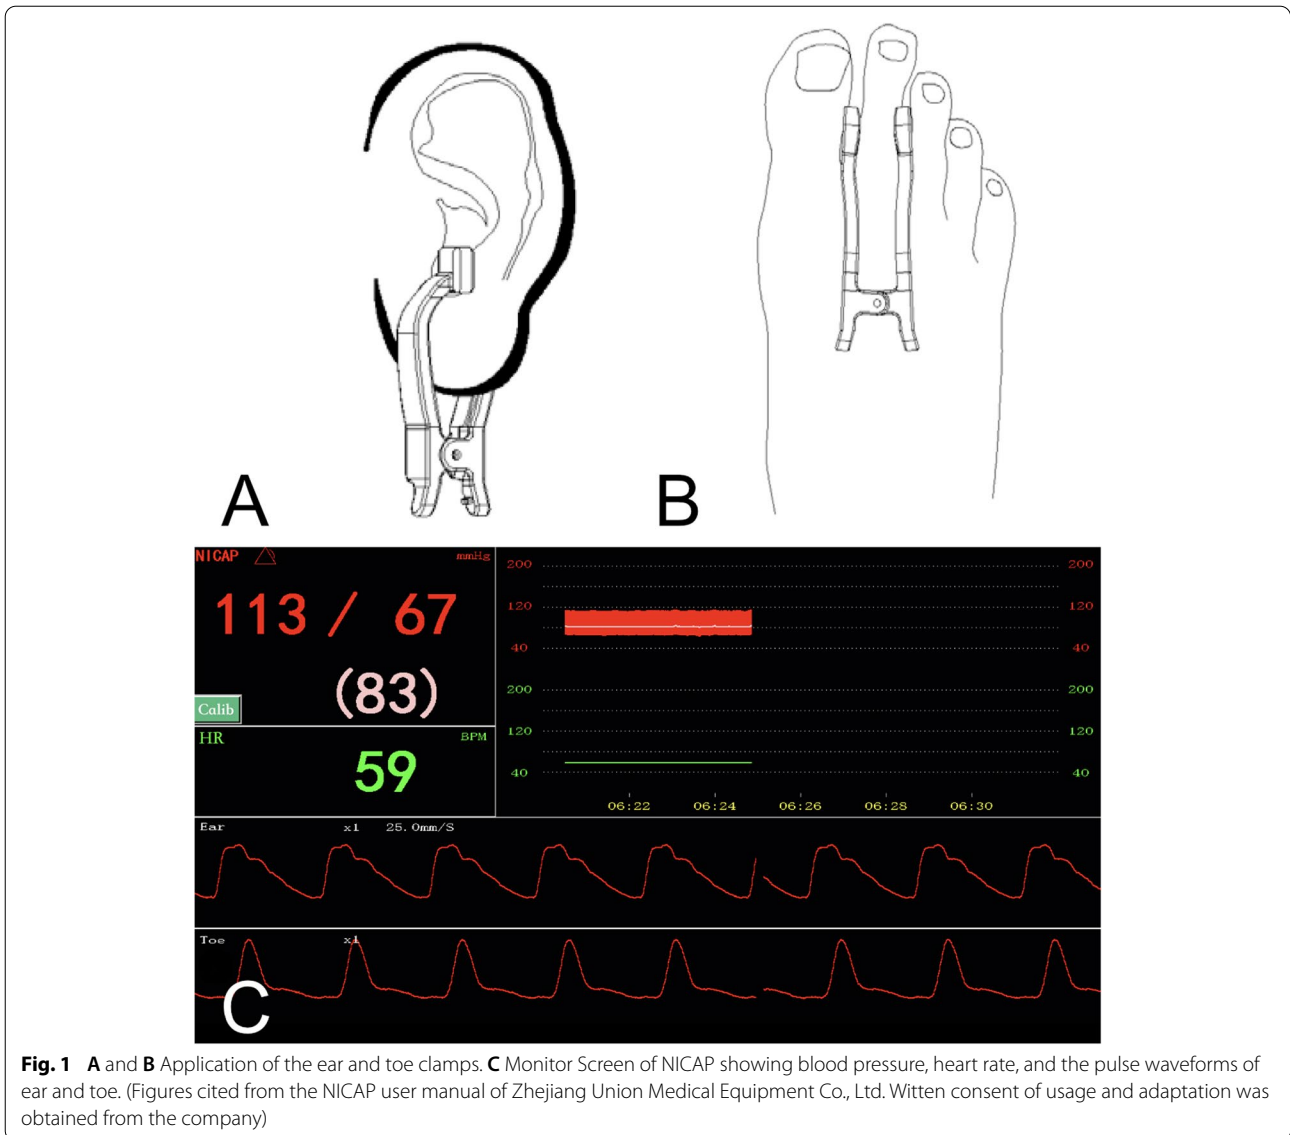 A
B
NICAP mmHg
113 / 67
(83)
Calib
HR BPM
59
200 200
120 120
40 40
200 200
120 120
40 40
06:22 06:24 06:26 06:28 06:30
Ear x1 25.0mm/S
Toe x1
C
Fig. 1 A and B Application of the ear and toe clamps. C Monitor Screen of NICAP showing blood pressure, heart rate, and the pulse waveforms of
ear and toe. (Figures cited from the NICAP user manual of Zhejiang Union Medical Equipment Co., Ltd. Witten consent of usage and adaptation was
obtained from the company)